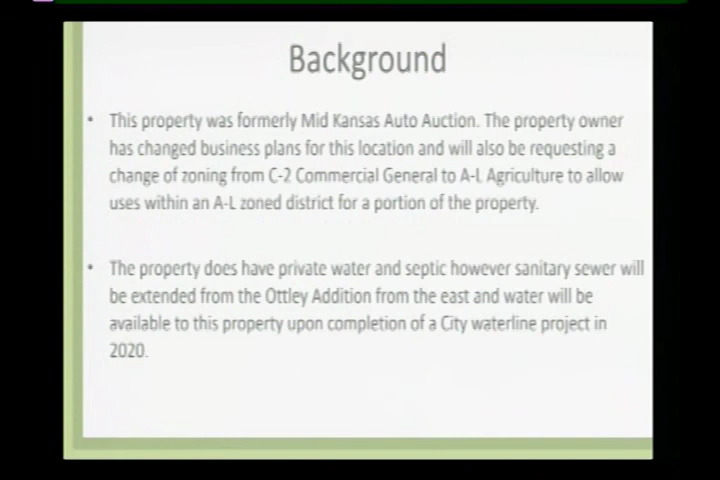 Background
• This property was formerly Mid Kansas Auto Auction. The property owner
has changed business plans for this location and will also be requesting a
change of zoning from C-2 Commercial General to A-L Agriculture to allow
uses within an A-L zoned district for a portion of the property.
• The property does have private water and septic however sanitary sewer will
be extended from the Ottley Addition from the east and water will be
available to this property upon completion of a City waterline project in
2020.